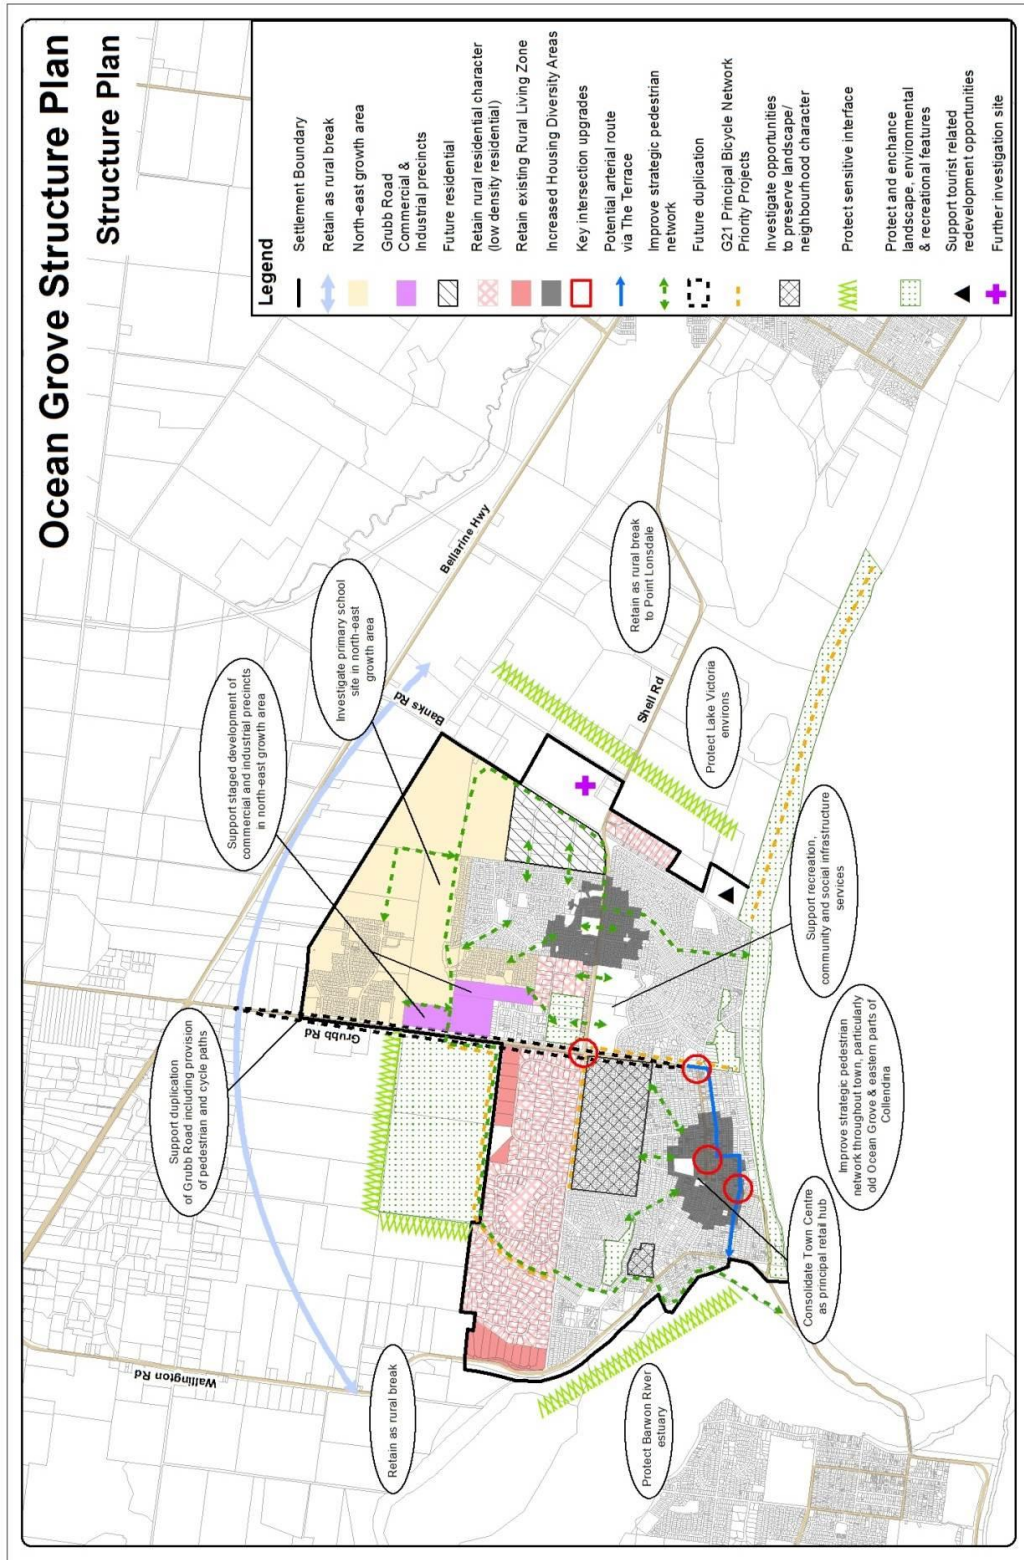 Ocean Grove Structure Plan
Structure Plan
Legend
Settlement Boundary
Retain as rural break
North-east growth area
Grubb Road
Commercial &
Industrial precincts
Future residential
Retain rural residential character
(low density residential)
Retain existing Rural Living Zone
Increased Housing Diversity Areas
Key intersection upgrades
Potential arterial route
via The Terrace
Improve strategic pedestrian
network
Future duplication
G21 Principal Bicycle Network
Priority Projects
Investigate opportunities
to preserve landscape/
neighbourhood character
Protect sensitive interface
Protect and enchance
landscape, environmental
& recreational features
Support tourist related
redevelopment opportunities
Further investigation site
Support staged development of
commercial and industrial precincts
in north-east growth area
Investigate primary school
site in north-east
growth area
Bellarine Hwy
Banks Rd
Support duplication
of Grubb Road including provision
of pedestrian and cycle paths
Grubb Rd
Wallington Rd
Retain as rural break
Retain as rural break
to Point Lonsdale
Shell Rd
Protect Lake Victoria
environs
Protect Barwon River
estuary
Consolidate Town Centre
as principal retail hub
Improve strategic pedestrian
network throughout town, particularly
old Ocean Grove & eastern parts of
Collendina
Support recreation,
community and social infrastructure
services